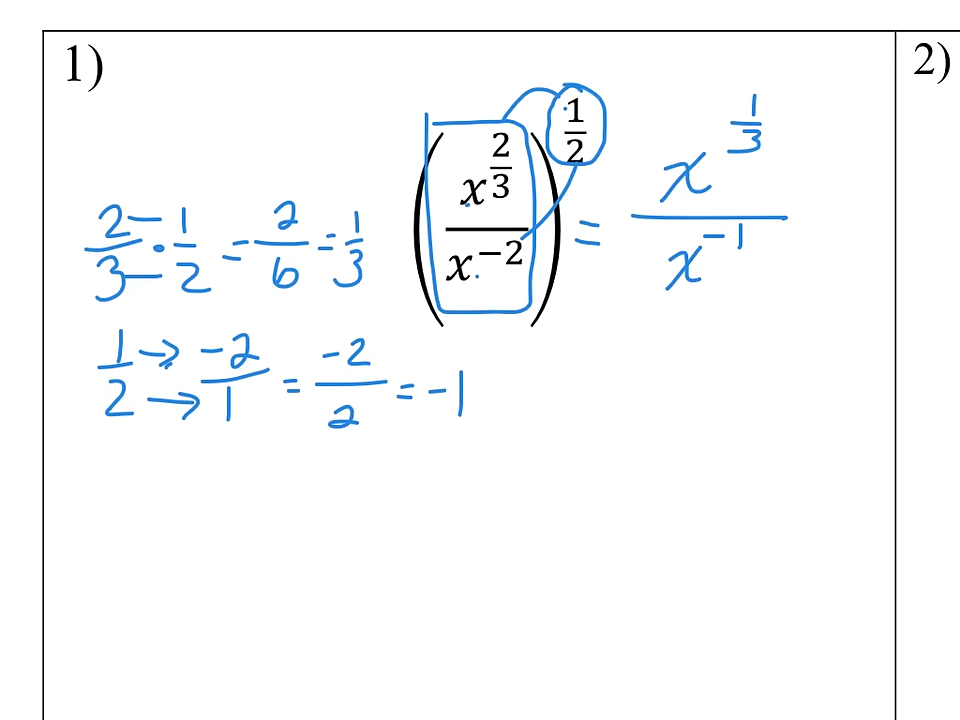 1)
2)
(x^(2/3) / x^(-2))^(1/2) = x^(1/3) / x^(-1)
2/3 · 1/2 = 2/6 = 1/3
1/2 → → -2/1 = -2/2 = -1